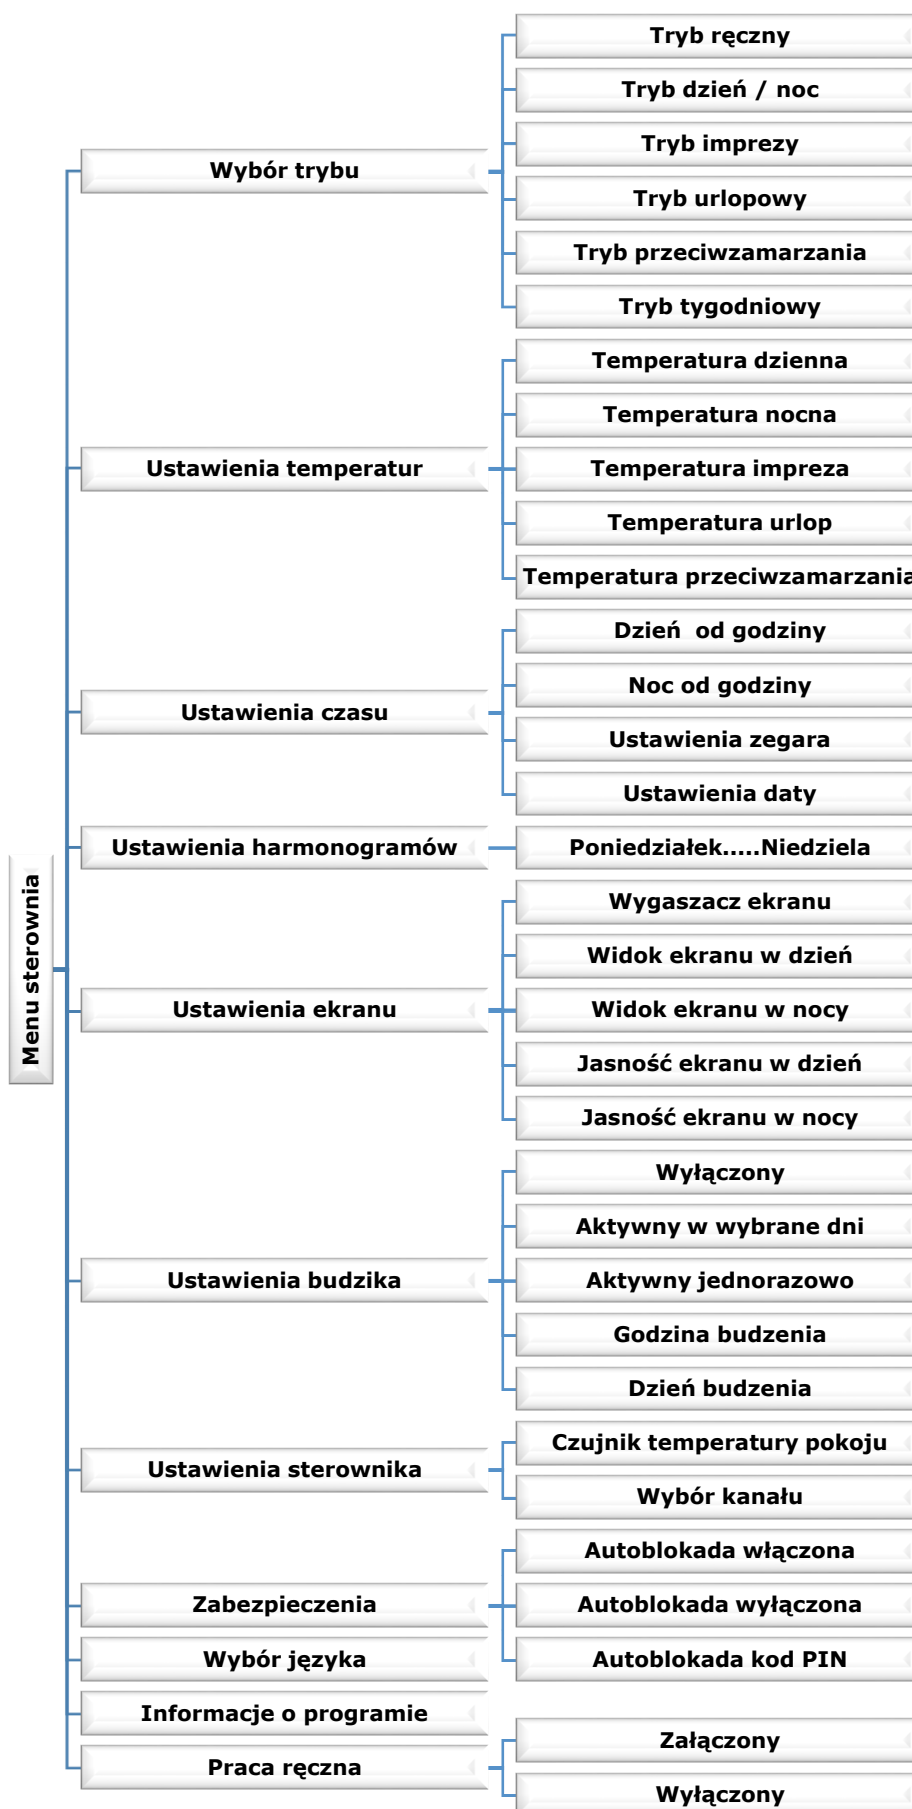 Menu sterownia
Wybór trybu
Tryb ręczny
Tryb dzień / noc
Tryb imprezy
Tryb urlopowy
Tryb przeciwzamarzania
Tryb tygodniowy
Ustawienia temperatur
Temperatura dzienna
Temperatura nocna
Temperatura impreza
Temperatura urlop
Temperatura przeciwzamarzania
Ustawienia czasu
Dzień  od godziny
Noc od godziny
Ustawienia zegara
Ustawienia daty
Ustawienia harmonogramów
Poniedziałek.....Niedziela
Ustawienia ekranu
Wygaszacz ekranu
Widok ekranu w dzień
Widok ekranu w nocy
Jasność ekranu w dzień
Jasność ekranu w nocy
Ustawienia budzika
Wyłączony
Aktywny w wybrane dni
Aktywny jednorazowo
Godzina budzenia
Dzień budzenia
Ustawienia sterownika
Czujnik temperatury pokoju
Wybór kanału
Zabezpieczenia
Autoblokada włączona
Autoblokada wyłączona
Autoblokada kod PIN
Wybór języka
Informacje o programie
Praca ręczna
Załączony
Wyłączony